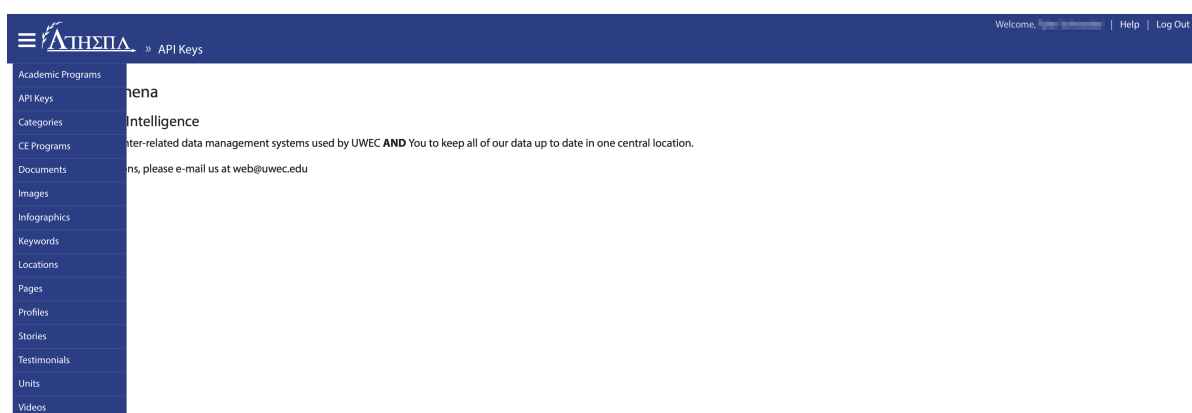 Welcome, | Help | Log Out
ΛΤΗΣΠΛ » API Keys
Academic Programs
API Keys
Categories
CE Programs
Documents
Images
Infographics
Keywords
Locations
Pages
Profiles
Stories
Testimonials
Units
Videos
hena
Intelligence
nter-related data management systems used by UWEC AND You to keep all of our data up to date in one central location.
ns, please e-mail us at web@uwec.edu